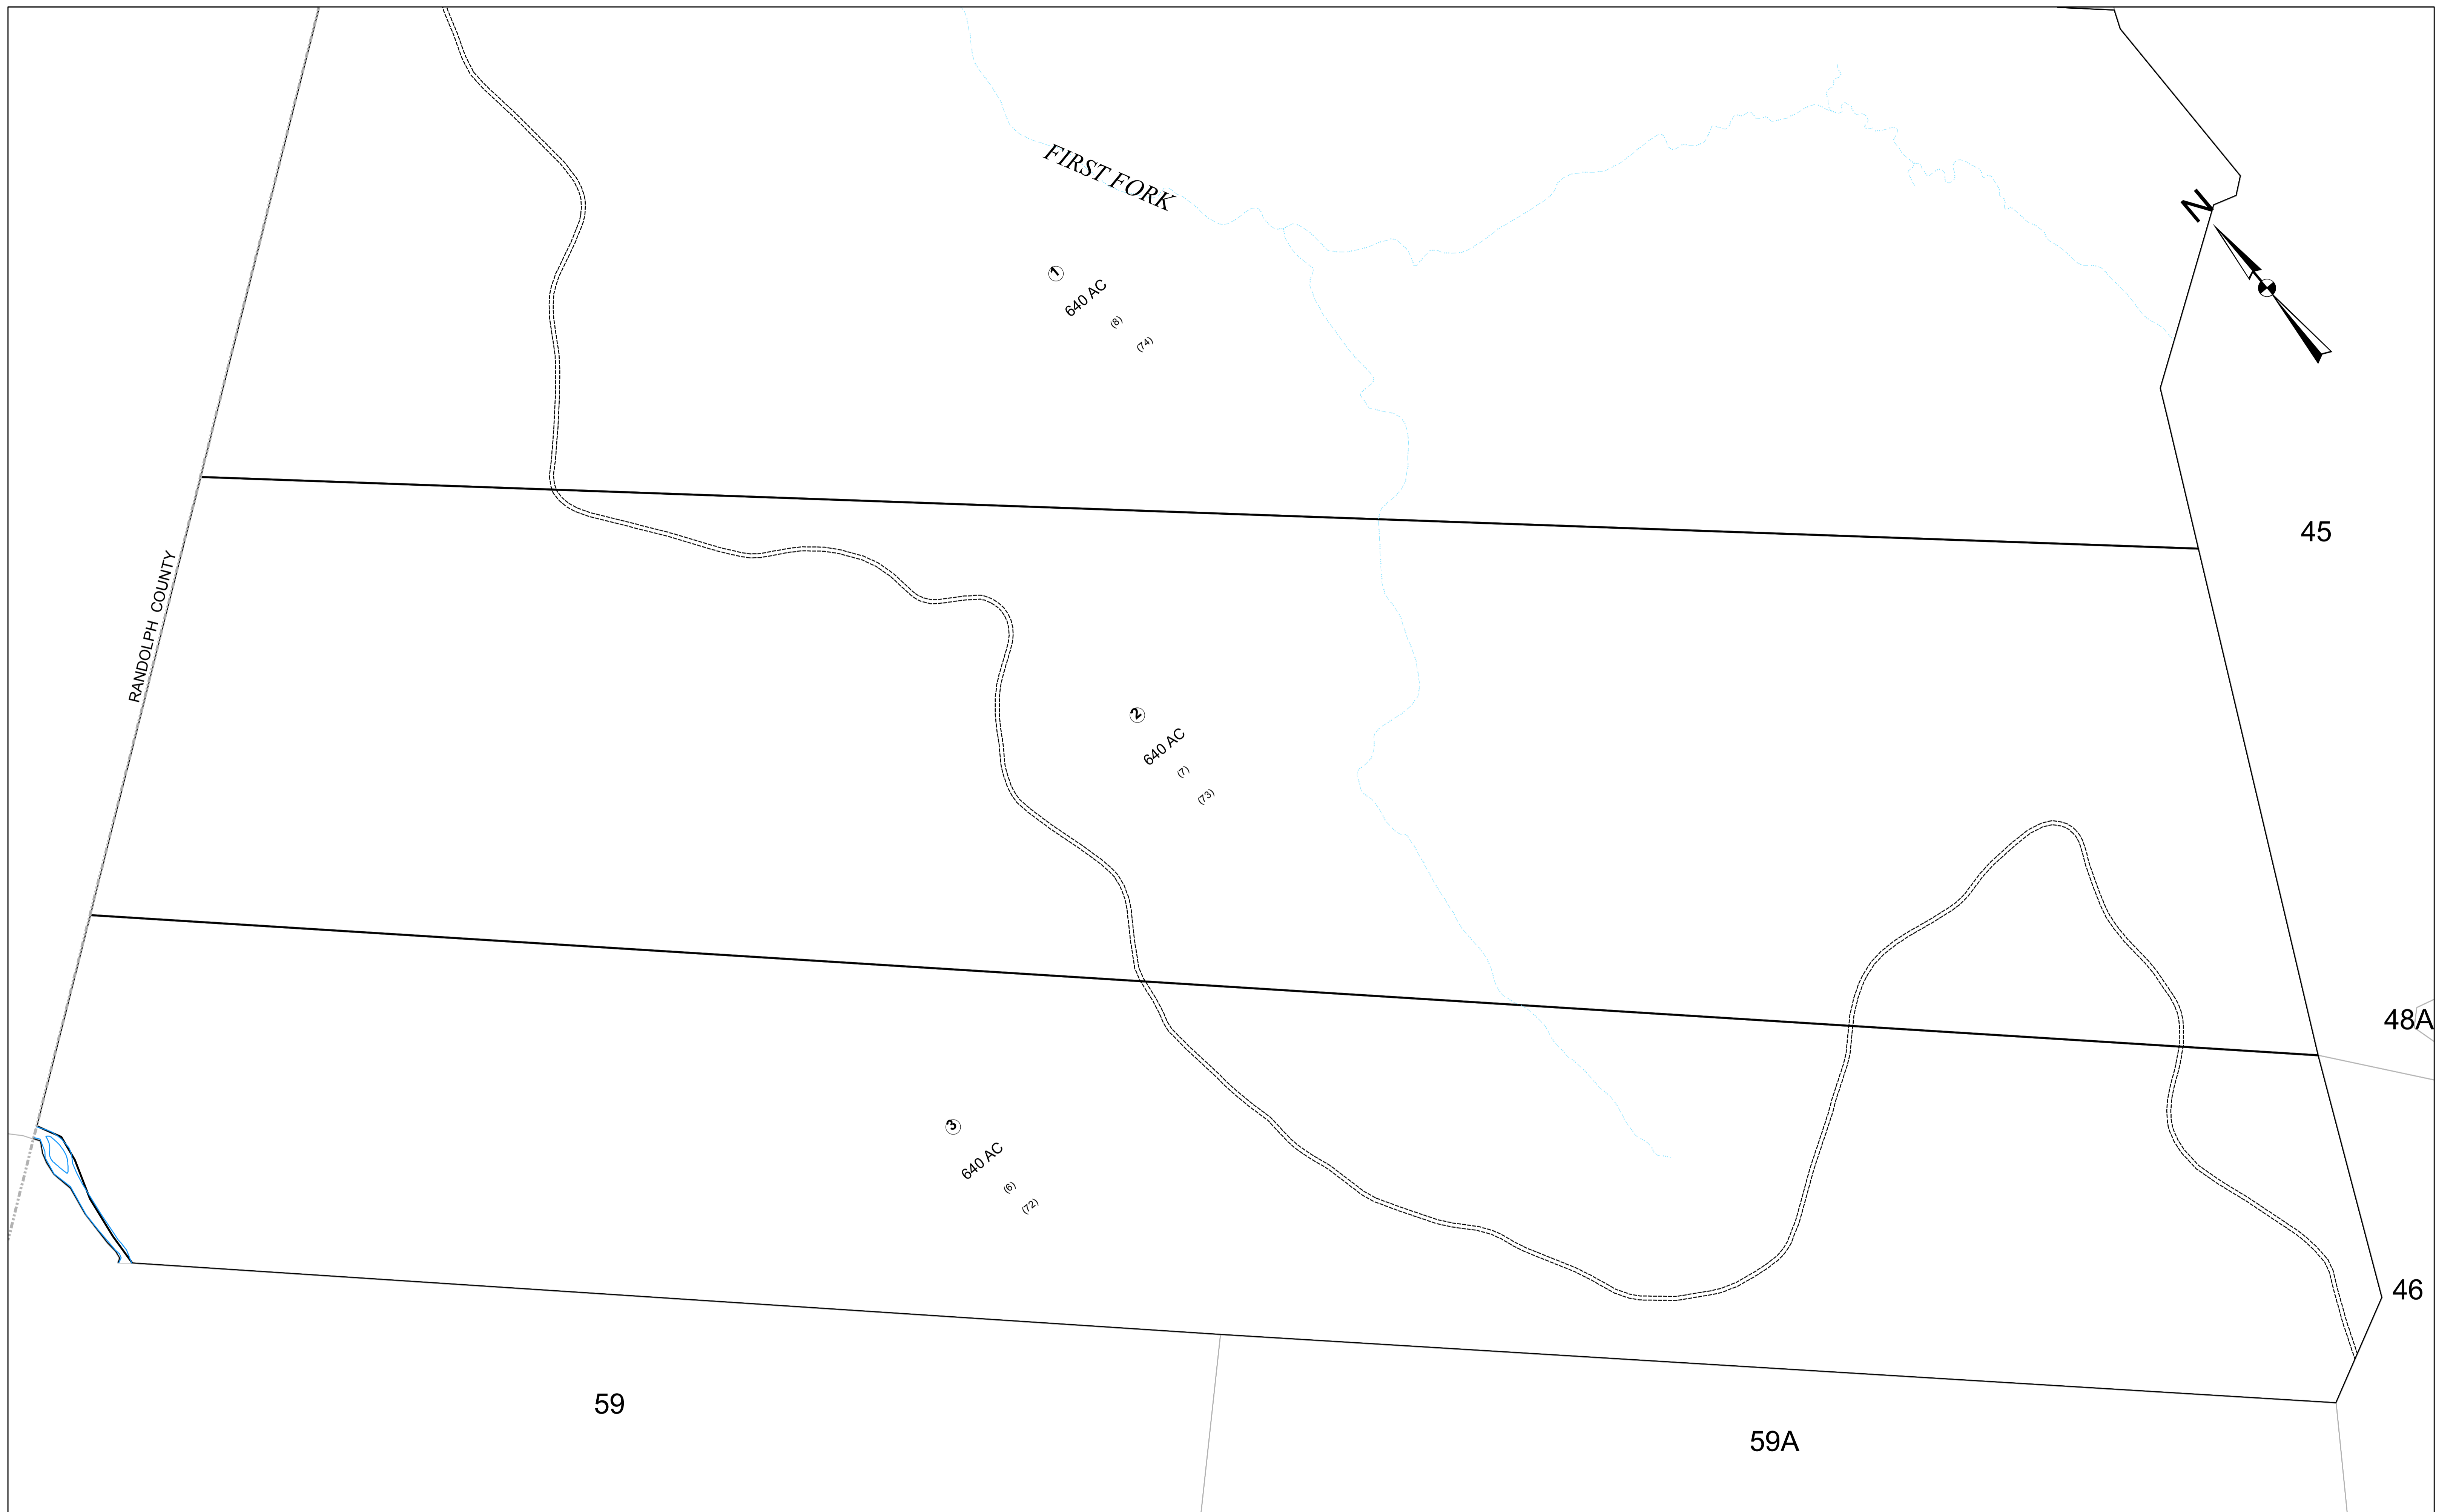 FIRST FORK
N
1
640 AC
(8)
(74)
45
RANDOLPH COUNTY
2
640 AC
(7)
(73)
48A
3
640 AC
(6)
(72)
46
59
59A